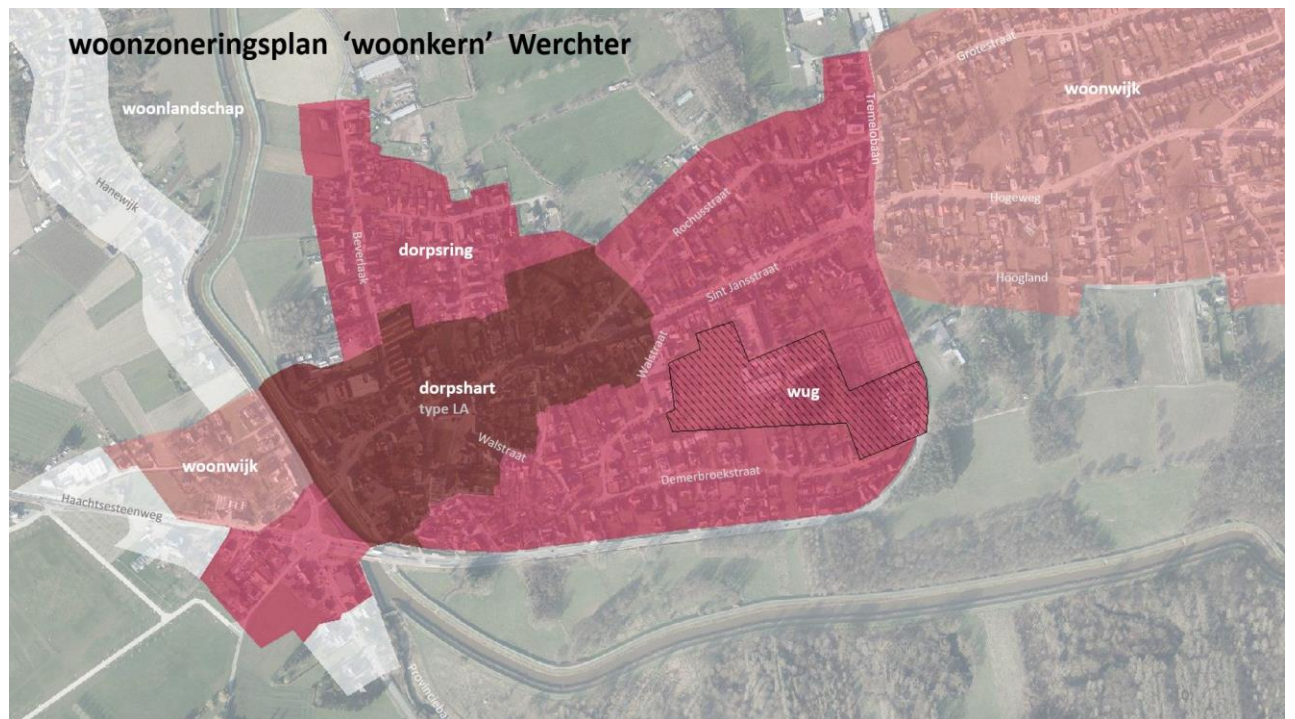 woonzoneringsplan ‘woonkern’ Werchter
Grotestraat
woonwijk
woonlandschap
Tremelobaan
Hanewijk
Rochusstraat
Hogeweg
Beverlaak
dorpsring
Sint Jansstraat
Hoogland
Walstraat
dorpshart
type LA
wug
Walstraat
woonwijk
Demerbroekstraat
Haachtsesteenweg
Provincieba